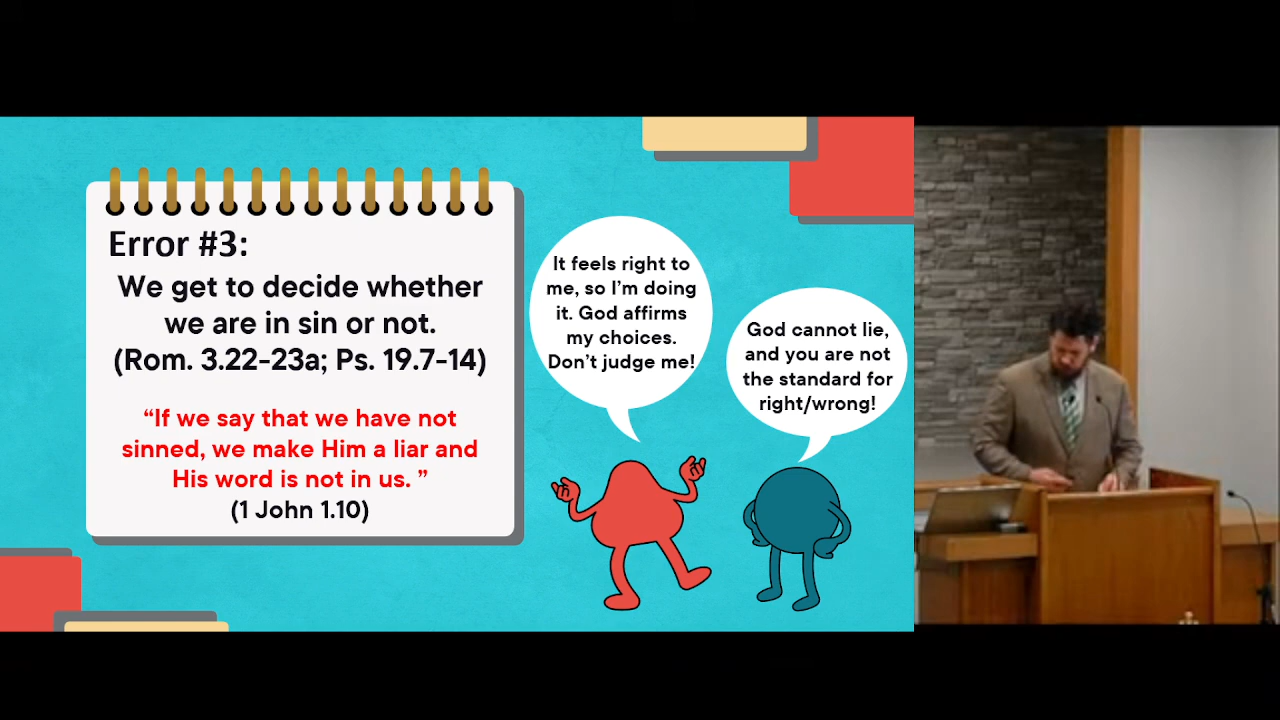 Error #3:
We get to decide whether
we are in sin or not.
(Rom. 3.22-23a; Ps. 19.7-14)
“If we say that we have not
sinned, we make Him a liar and
His word is not in us. ”
(1 John 1.10)
It feels right to
me, so I’m doing
it. God affirms
my choices.
Don’t judge me!
God cannot lie,
and you are not
the standard for
right/wrong!